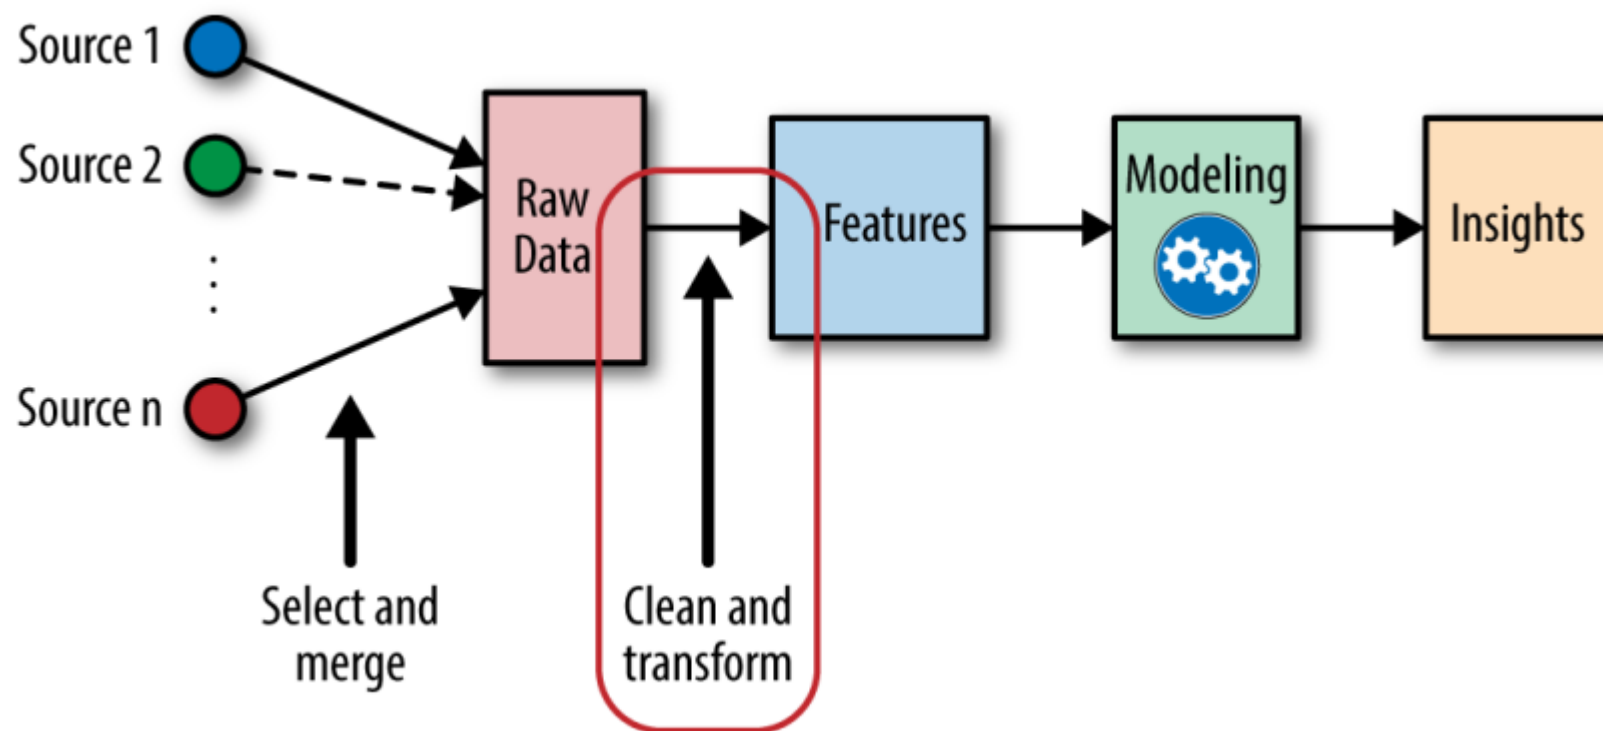 Source 1
Source 2
Source n
Select and
merge
Raw
Data
Clean and
transform
Features
Modeling
Insights